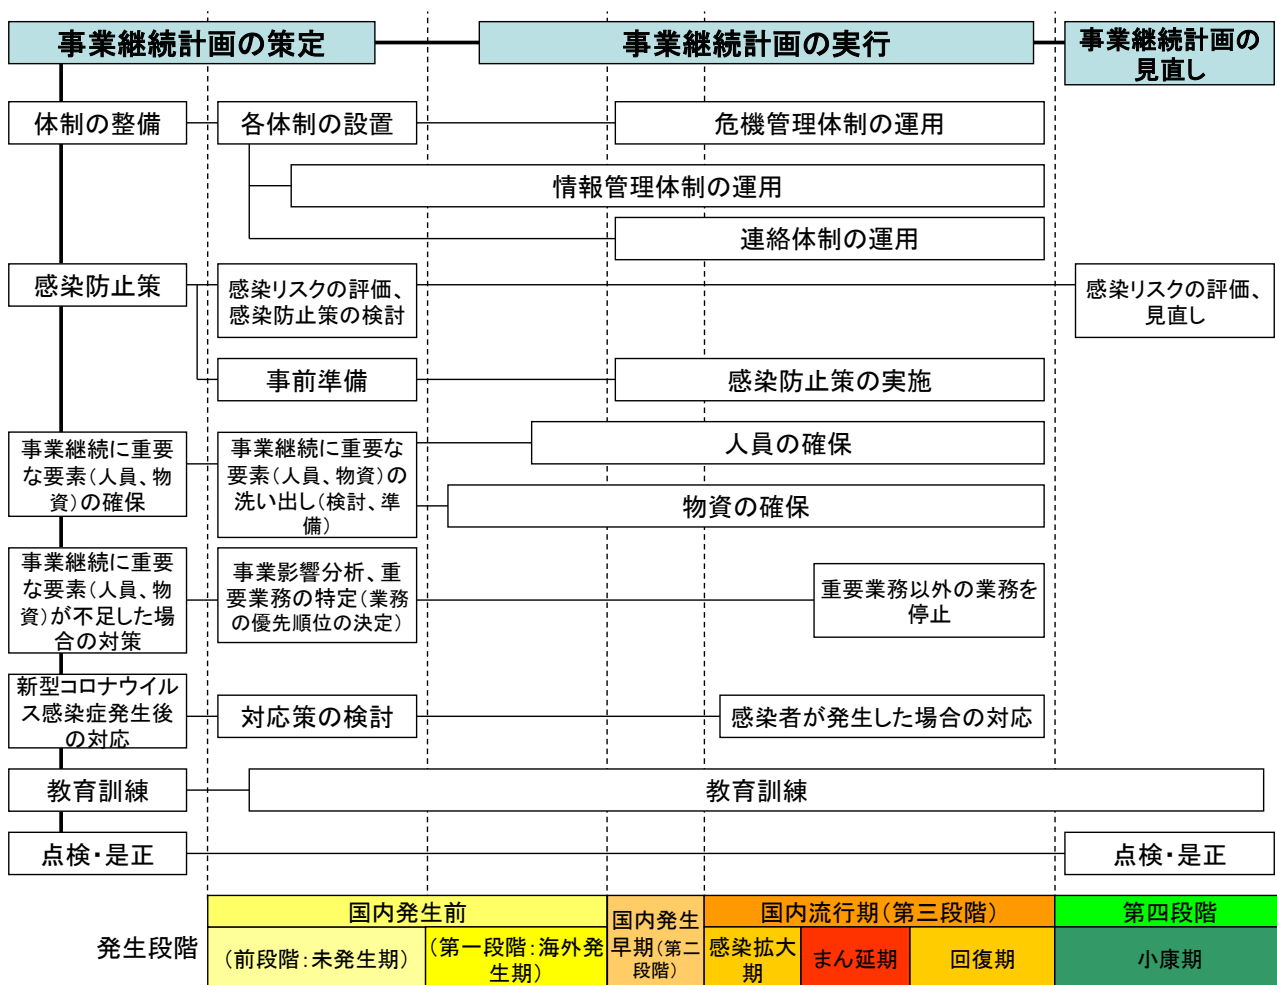 事業継続計画の策定
事業継続計画の実行
事業継続計画の
見直し
体制の整備
各体制の設置
危機管理体制の運用
情報管理体制の運用
連絡体制の運用
感染防止策
感染リスクの評価、
感染防止策の検討
感染リスクの評価、
見直し
事前準備
感染防止策の実施
事業継続に重要
な要素(人員、物
資)の確保
事業継続に重要な
要素(人員、物資)の
洗い出し(検討、準
備)
人員の確保
物資の確保
事業継続に重要
な要素(人員、物
資)が不足した場
合の対策
事業影響分析、重
要業務の特定(業務
の優先順位の決定)
重要業務以外の業務を
停止
新型コロナウイル
ス感染症発生後
の対応
対応策の検討
感染者が発生した場合の対応
教育訓練
教育訓練
点検・是正
点検・是正
発生段階
国内発生前
(前段階:未発生期)
(第一段階:海外発
生期)
国内発生
早期(第二
段階)
国内流行期(第三段階)
感染拡大
期
まん延期
回復期
第四段階
小康期